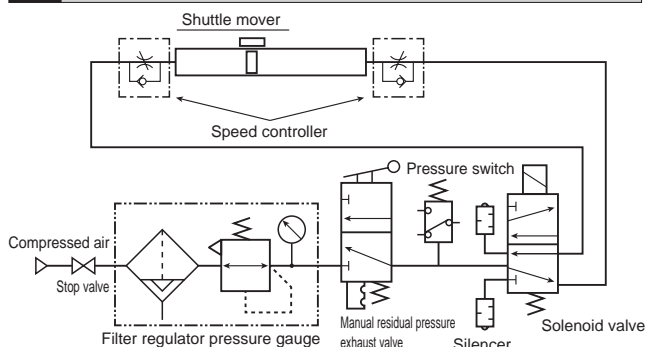 Shuttle mover
Speed controller
Pressure switch
Compressed air
Stop valve
Filter regulator pressure gauge
Manual residual pressure
exhaust valve
Silencer
Solenoid valve